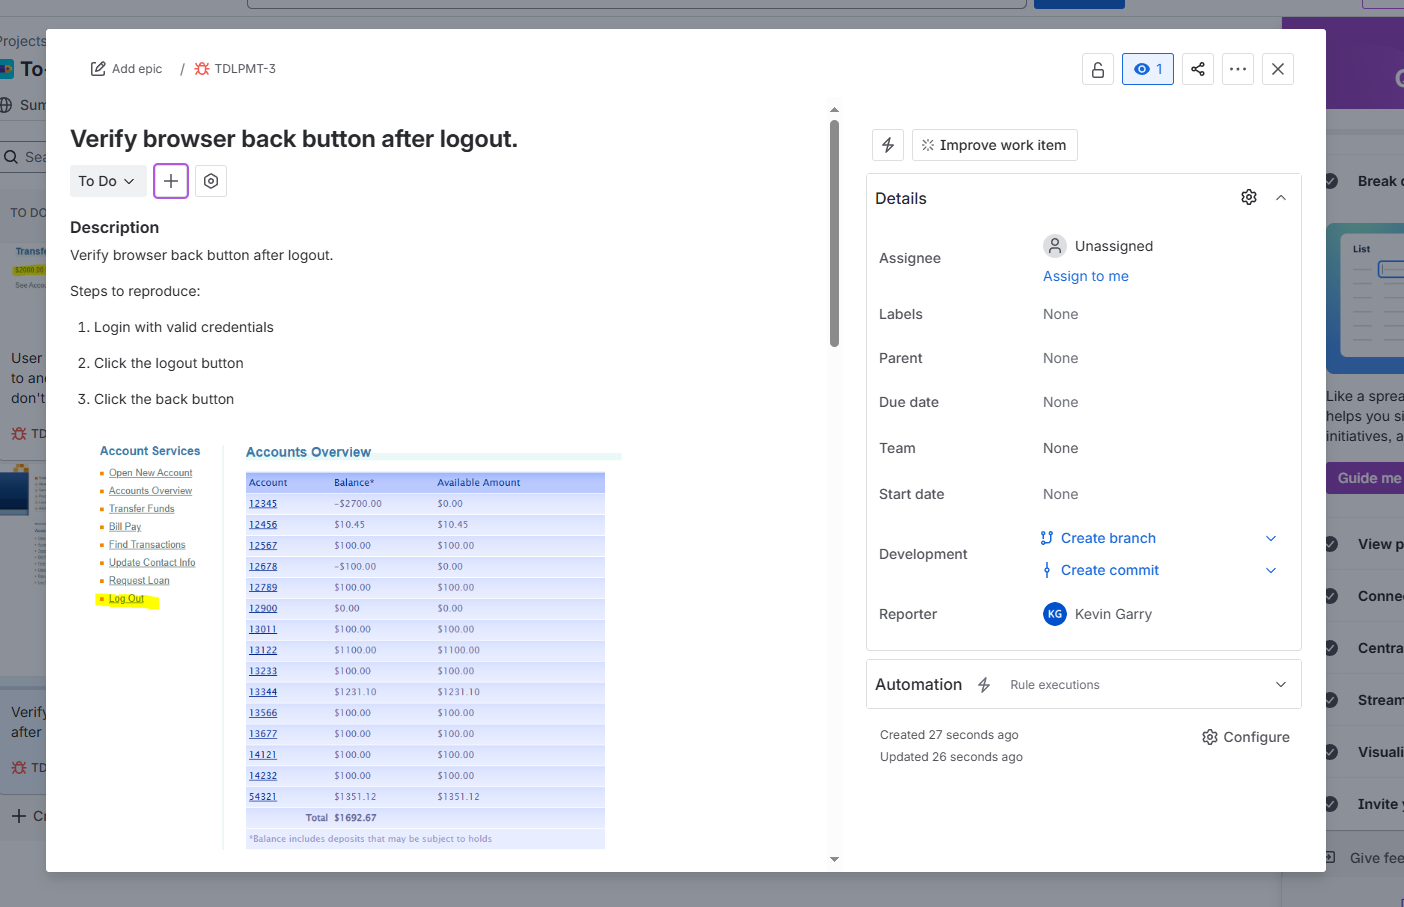 Projects
Add epic / TDLPMT-3
1
Verify browser back button after logout.
To Do
Description
Verify browser back button after logout.
Steps to reproduce:
1. Login with valid credentials
2. Click the logout button
3. Click the back button
Account Services
Open New Account
Accounts Overview
Transfer Funds
Bill Pay
Find Transactions
Update Contact Info
Request Loan
Log Out
Accounts Overview
Account Balance* Available Amount
12345 -$2700.00 $0.00
12456 $10.45 $10.45
12567 $100.00 $100.00
12678 -$100.00 $0.00
12789 $100.00 $100.00
12900 $0.00 $0.00
13011 $100.00 $100.00
13122 $1100.00 $1100.00
13233 $100.00 $100.00
13344 $1231.10 $1231.10
13566 $100.00 $100.00
13677 $100.00 $100.00
14121 $100.00 $100.00
14232 $100.00 $100.00
54321 $1351.12 $1351.12
Total $1692.67
*Balance includes deposits that may be subject to holds
Improve work item
Details
Assignee Unassigned
Assign to me
Labels None
Parent None
Due date None
Team None
Start date None
Development
Create branch
Create commit
Reporter KG Kevin Garry
Automation Rule executions
Created 27 seconds ago
Updated 26 seconds ago
Configure
To-
Sum
Sea
TO DO
Transfe
$2000.00
See Accou
User
to an
don't
TD
Verify
after
TD
Cr
Break
List
Like a sprea
helps you si
initiatives, a
Guide me
View p
Conne
Centra
Stream
Visuali
Invite
Give fee